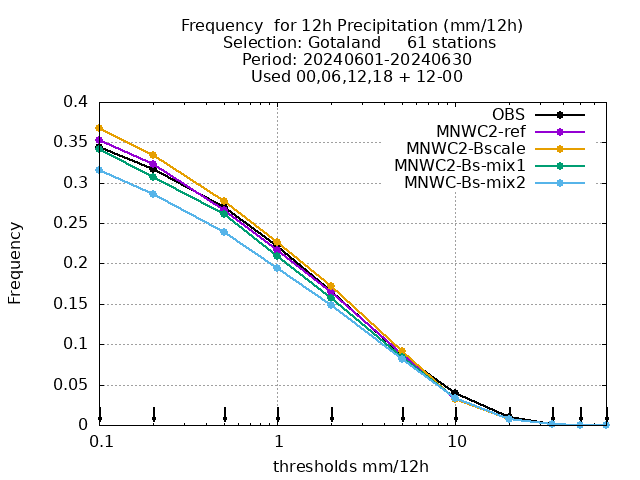 Frequency  for 12h Precipitation (mm/12h)
Selection: Gotaland     61 stations
Period: 20240601-20240630
Used 00,06,12,18 + 12-00
OBS
MNWC2-ref
MNWC2-Bscale
MNWC2-Bs-mix1
MNWC-Bs-mix2
Frequency
0.4
0.35
0.3
0.25
0.2
0.15
0.1
0.05
0
0.1 1 10
thresholds mm/12h